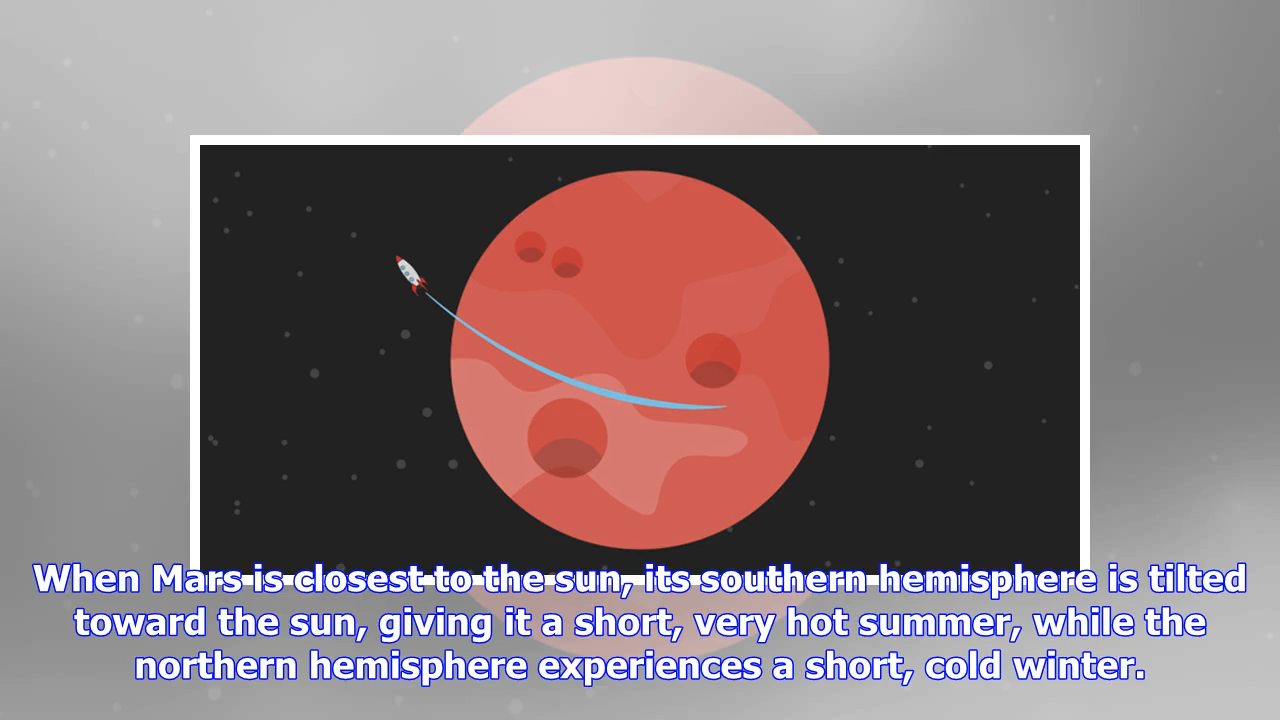 When Mars is closest to the sun, its southern hemisphere is tilted
toward the sun, giving it a short, very hot summer, while the
northern hemisphere experiences a short, cold winter.